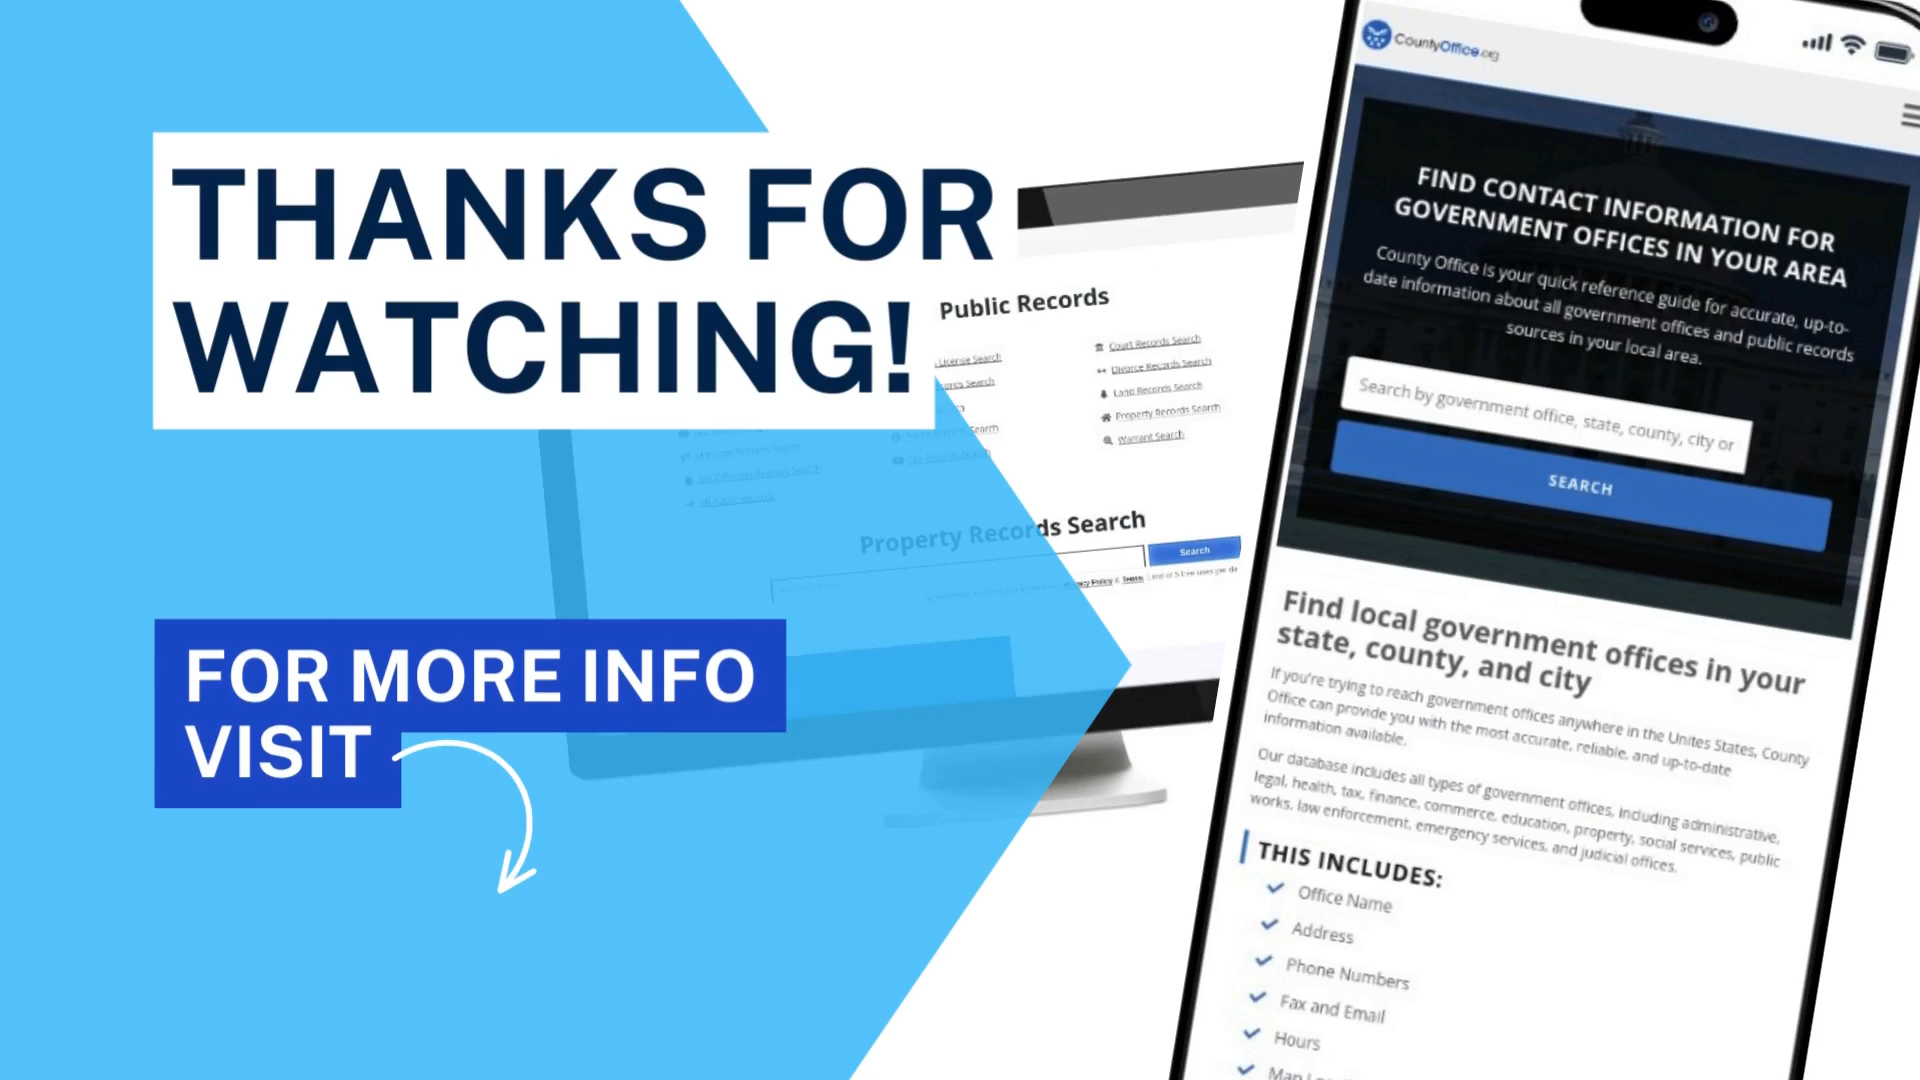 THANKS FOR
WATCHING!
FOR MORE INFO
VISIT
Public Records
License Search
Search
Search
Court Records Search
Divorce Records Search
Land Records Search
Property Records Search
Warrant Search
Property Records Search
Search
CountyOffice.org
FIND CONTACT INFORMATION FOR
GOVERNMENT OFFICES IN YOUR AREA
County Office is your quick reference guide for accurate, up-to-
date information about all government offices and public records
sources in your local area.
Search by government office, state, county, city or
SEARCH
Find local government offices in your
state, county, and city
If you're trying to reach government offices anywhere in the Unites States, County
Office can provide you with the most accurate, reliable, and up-to-date
information available.
Our database includes all types of government offices, including administrative,
legal, health, tax, finance, commerce, education, property, social services, public
works, law enforcement, emergency services, and judicial offices.
THIS INCLUDES:
Office Name
Address
Phone Numbers
Fax and Email
Hours